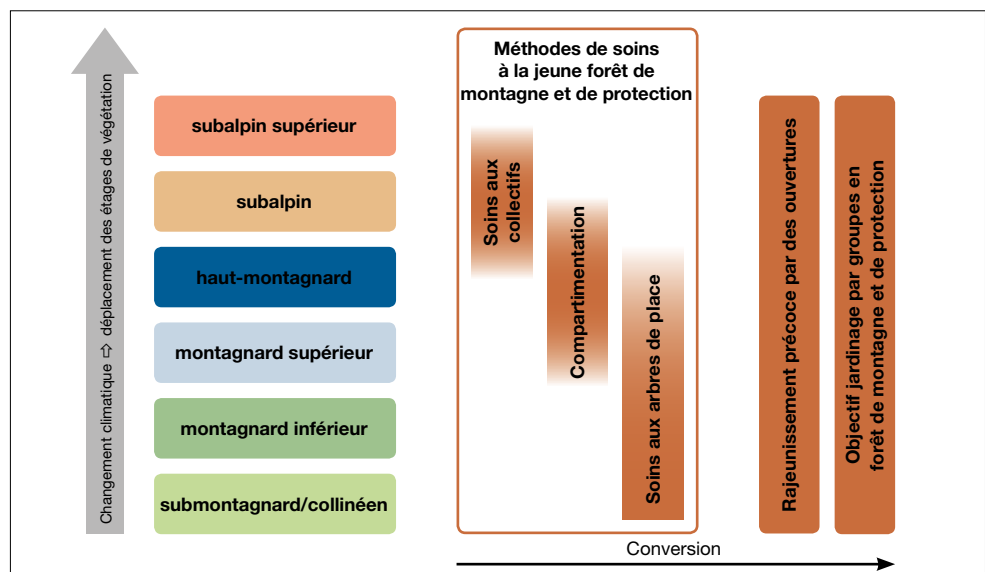 Changement climatique ⇨ déplacement des étages de végétation
subalpin supérieur
subalpin
haut-montagnard
montagnard supérieur
montagnard inférieur
submontagnard/collinéen
Méthodes de soins
à la jeune forêt de
montagne et de protection
Soins aux
collectifs
Compartimentation
Soins aux arbres de place
Rajeunissement précoce par des ouvertures
Objectif jardinage par groupes en
forêt de montagne et de protection
Conversion